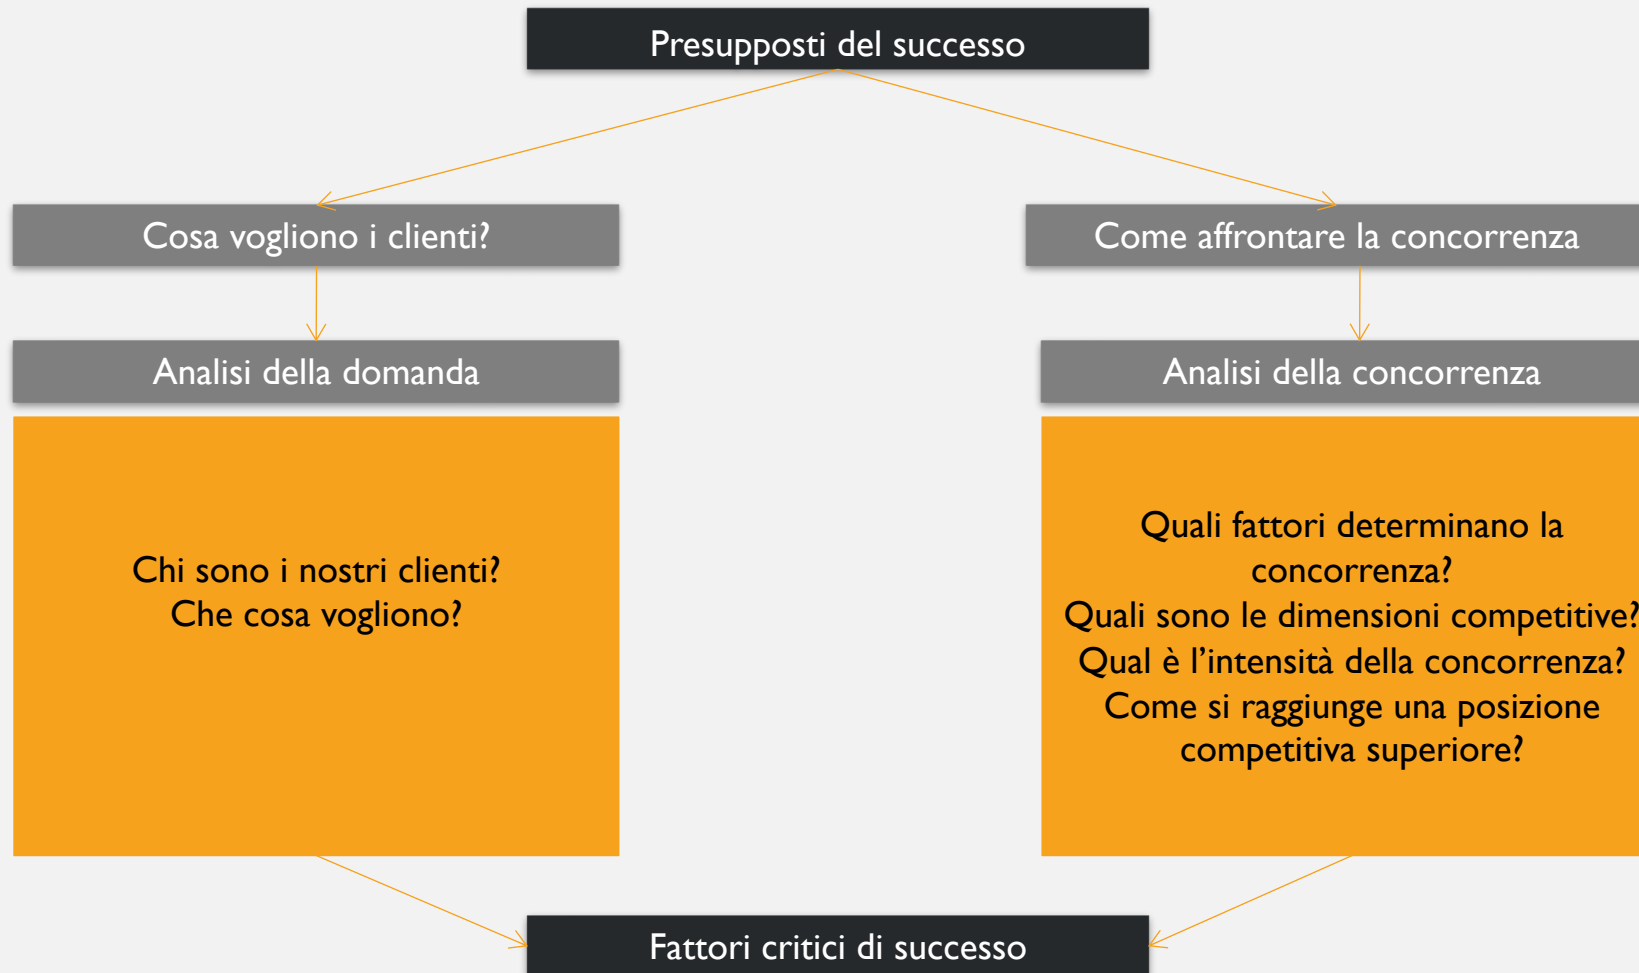 Presupposti del successo
Cosa vogliono i clienti?
Come affrontare la concorrenza
Analisi della domanda
Analisi della concorrenza
Chi sono i nostri clienti?
Che cosa vogliono?
Quali fattori determinano la
concorrenza?
Quali sono le dimensioni competitive?
Qual è l’intensità della concorrenza?
Come si raggiunge una posizione
competitiva superiore?
Fattori critici di successo